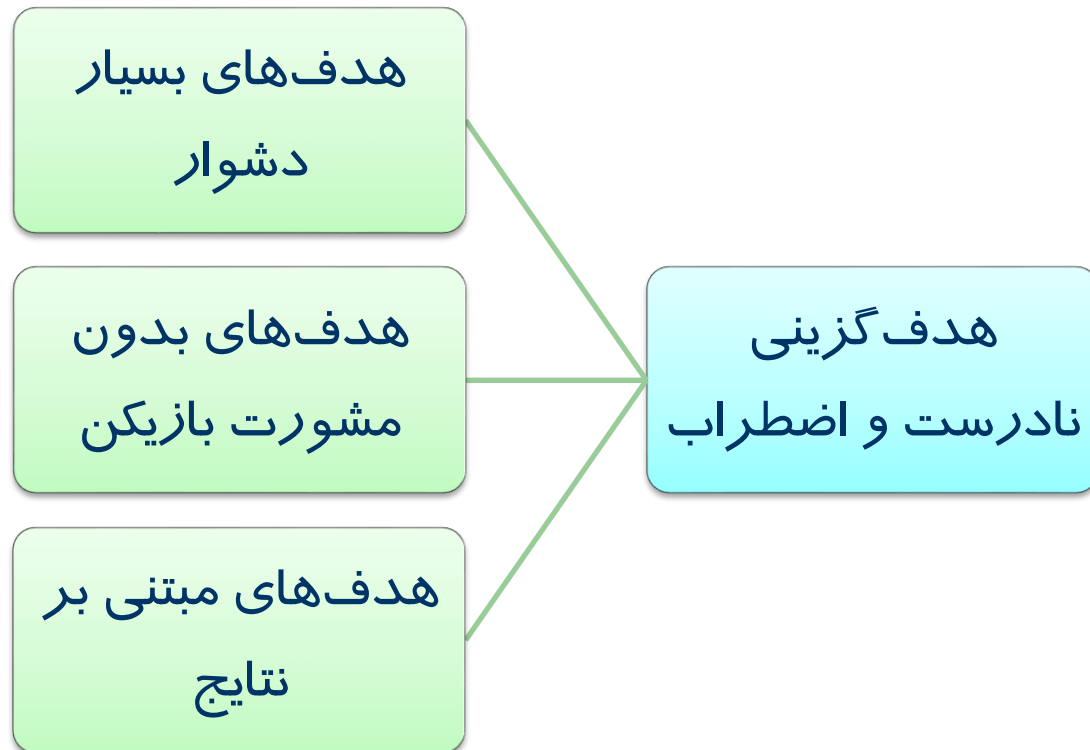 هدف‌گزینی
نادرست و اضطراب
هدف‌های بسیار
دشوار
هدف‌های بدون
مشورت بازیکن
هدف‌های مبتنی بر
نتایج